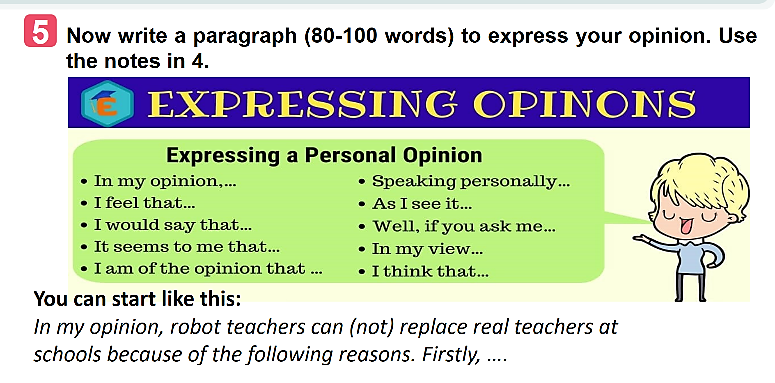 5 Now write a paragraph (80-100 words) to express your opinion. Use
the notes in 4.
E EXPRESSING OPINONS
Expressing a Personal Opinion
• In my opinion,...
• I feel that...
• I would say that...
• It seems to me that...
• I am of the opinion that ...
• Speaking personally...
• As I see it...
• Well, if you ask me...
• In my view...
• I think that...
You can start like this:
In my opinion, robot teachers can (not) replace real teachers at
schools because of the following reasons. Firstly, ....